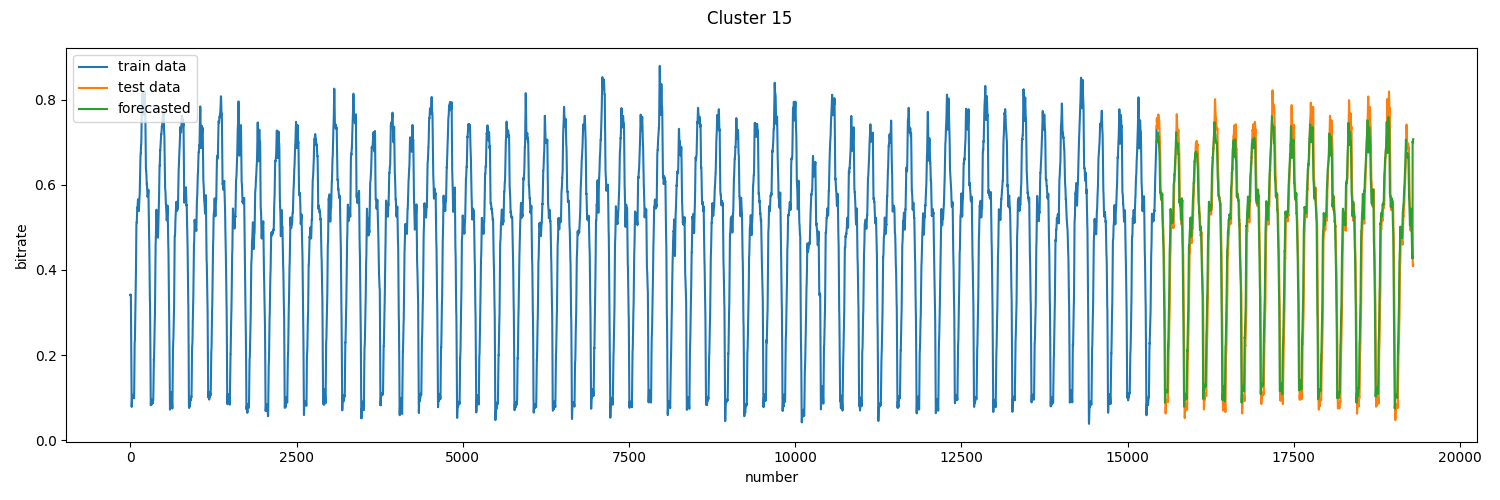 Cluster 15
train data
test data
forecasted
bitrate
0.8
0.6
0.4
0.2
0.0
0 2500 5000 7500 10000 12500 15000 17500 20000
number